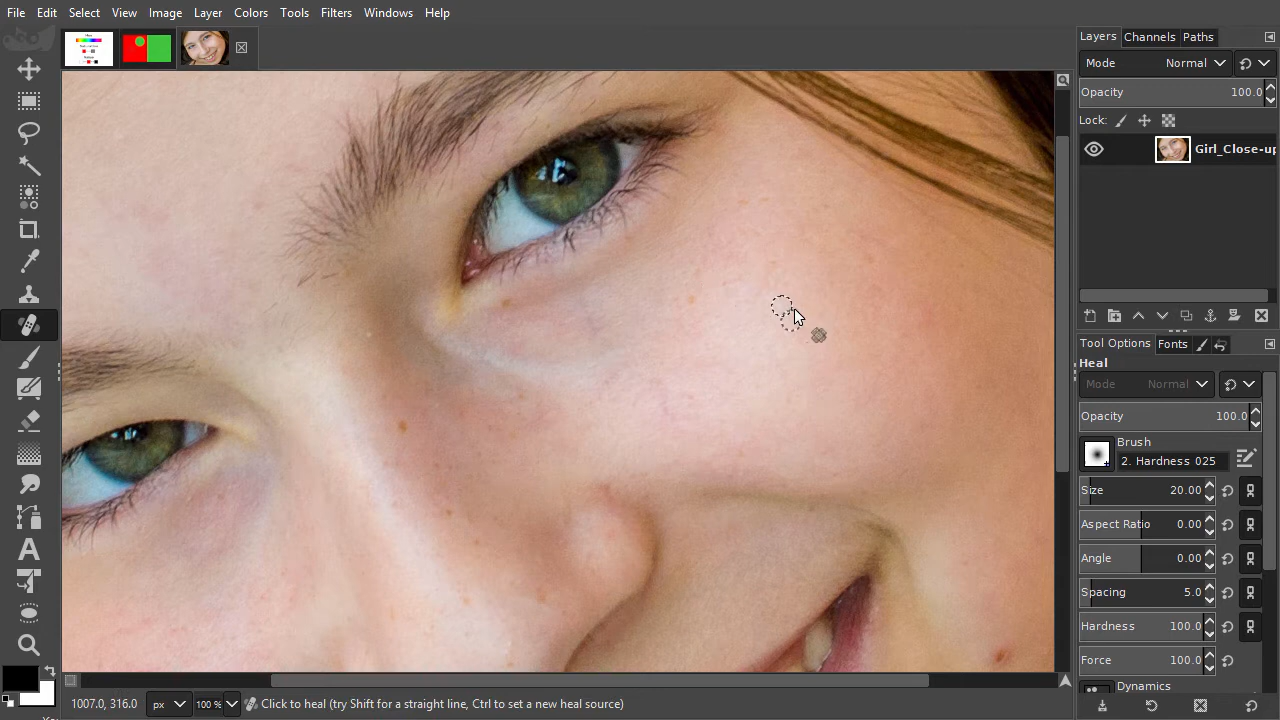 File Edit Select View Image Layer Colors Tools Filters Windows Help
Layers Channels Paths
Mode Normal
Opacity 100.0
Lock:
Girl_Close-up
Tool Options Fonts
Heal
Mode Normal
Opacity 100.0
Brush
2. Hardness 025
Size 20.00
Aspect Ratio 0.00
Angle 0.00
Spacing 5.0
Hardness 100.0
Force 100.0
Dynamics
1007.0, 316.0 px 100 % Click to heal (try Shift for a straight line, Ctrl to set a new heal source)